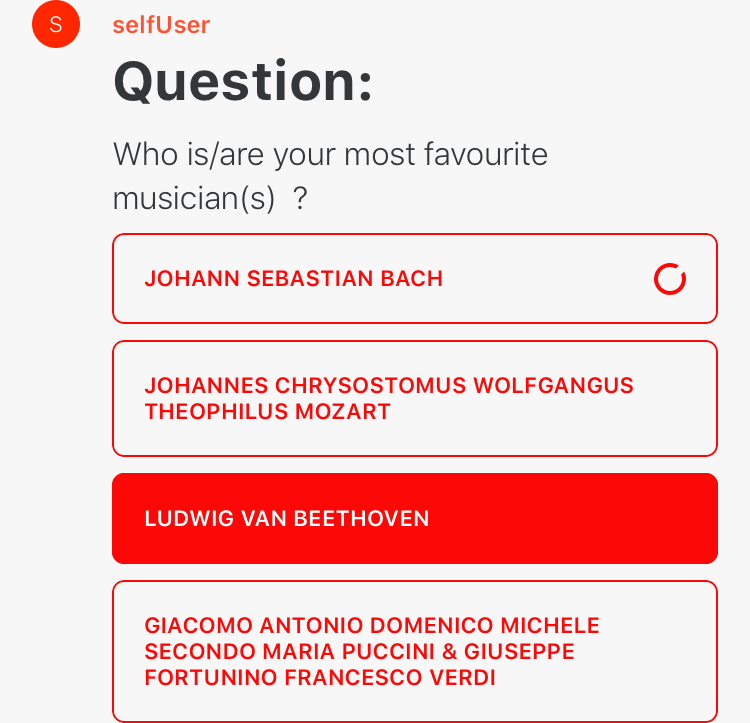 S
selfUser
Question:
Who is/are your most favourite
musician(s)  ?
JOHANN SEBASTIAN BACH
JOHANNES CHRYSOSTOMUS WOLFGANGUS
THEOPHILUS MOZART
LUDWIG VAN BEETHOVEN
GIACOMO ANTONIO DOMENICO MICHELE
SECONDO MARIA PUCCINI & GIUSEPPE
FORTUNINO FRANCESCO VERDI